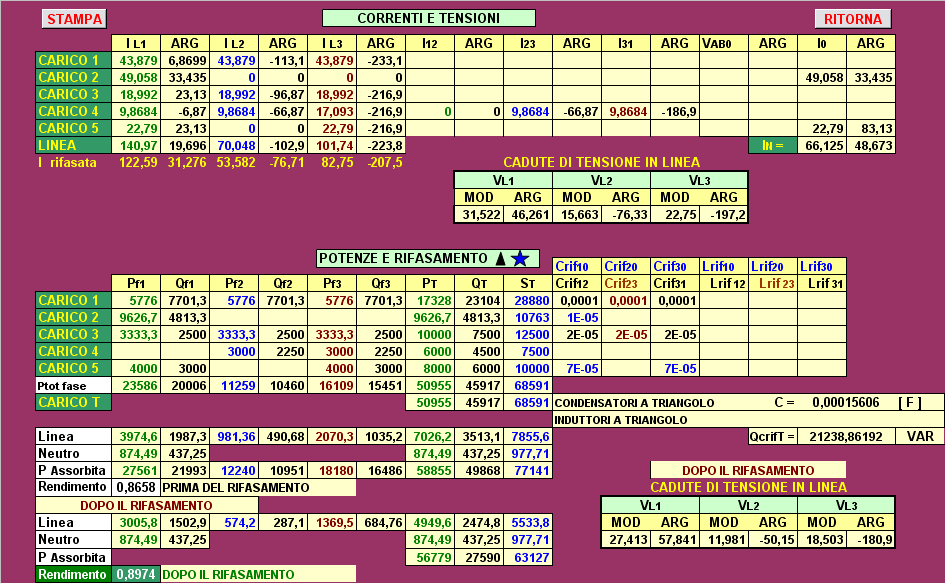 STAMPA CORRENTI E TENSIONI RITORNA
I L1 ARG I L2 ARG I L3 ARG I12 ARG I23 ARG I31 ARG VAB0 ARG I0 ARG
CARICO 1 43,879 6,8699 43,879 -113,1 43,879 -233,1
CARICO 2 49,058 33,435 0 0 0 0 49,058 33,435
CARICO 3 18,992 23,13 18,992 -96,87 18,992 -216,9
CARICO 4 9,8684 -6,87 9,8684 -66,87 17,093 -216,9 0 0 9,8684 -66,87 9,8684 -186,9
CARICO 5 22,79 23,13 0 0 22,79 -216,9 22,79 83,13
LINEA 140,97 19,696 70,048 -102,9 101,74 -223,8 IN = 66,125 48,673
I rifasata 122,59 31,276 53,582 -76,71 82,75 -207,5 CADUTE DI TENSIONE IN LINEA
VL1 VL2 VL3
MOD ARG MOD ARG MOD ARG
31,522 46,261 15,663 -76,33 22,75 -197,2
POTENZE E RIFASAMENTO
Crif10 Crif20 Crif30 Lrif10 Lrif20 Lrif30
Pf1 Qf1 Pf2 Qf2 Pf3 Qf3 PT QT ST Crif12 Crif23 Crif31 Lrif 12 Lrif 23 Lrif 31
CARICO 1 5776 7701,3 5776 7701,3 5776 7701,3 17328 23104 28880 0,0001 0,0001 0,0001
CARICO 2 9626,7 4813,3 9626,7 4813,3 10763 1E-05
CARICO 3 3333,3 2500 3333,3 2500 3333,3 2500 10000 7500 12500 2E-05 2E-05 2E-05
CARICO 4 3000 2250 3000 2250 6000 4500 7500
CARICO 5 4000 3000 4000 3000 8000 6000 10000 7E-05 7E-05
Ptot fase 23586 20006 11259 10460 16109 15451 50955 45917 68591
CARICO T 50955 45917 68591 CONDENSATORI A TRIANGOLO C = 0,00015606 [ F ]
INDUTTORI A TRIANGOLO
Linea 3974,6 1987,3 981,36 490,68 2070,3 1035,2 7026,2 3513,1 7855,6 QcrifT = 21238,86192 VAR
Neutro 874,49 437,25 874,49 437,25 977,71
P Assorbita 27561 21993 12240 10951 18180 16486 58855 49868 77141 DOPO IL RIFASAMENTO
Rendimento 0,8658 PRIMA DEL RIFASAMENTO CADUTE DI TENSIONE IN LINEA
DOPO IL RIFASAMENTO VL1 VL2 VL3
Linea 3005,8 1502,9 574,2 287,1 1369,5 684,76 4949,6 2474,8 5533,8 MOD ARG MOD ARG MOD ARG
Neutro 874,49 437,25 874,49 437,25 977,71 27,413 57,841 11,981 -50,15 18,503 -180,9
P Assorbita 56779 27590 63127
Rendimento 0,8974 DOPO IL RIFASAMENTO